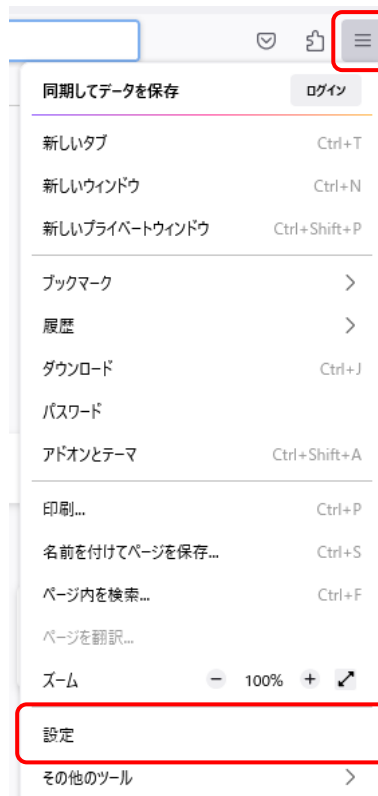 同期してデータを保存 ログイン
新しいタブ Ctrl+T
新しいウィンドウ Ctrl+N
新しいプライベートウィンドウ Ctrl+Shift+P
ブックマーク
履歴
ダウンロード Ctrl+J
パスワード
アドオンとテーマ Ctrl+Shift+A
印刷... Ctrl+P
名前を付けてページを保存... Ctrl+S
ページ内を検索... Ctrl+F
ページを翻訳...
ズーム − 100% +
設定
その他のツール